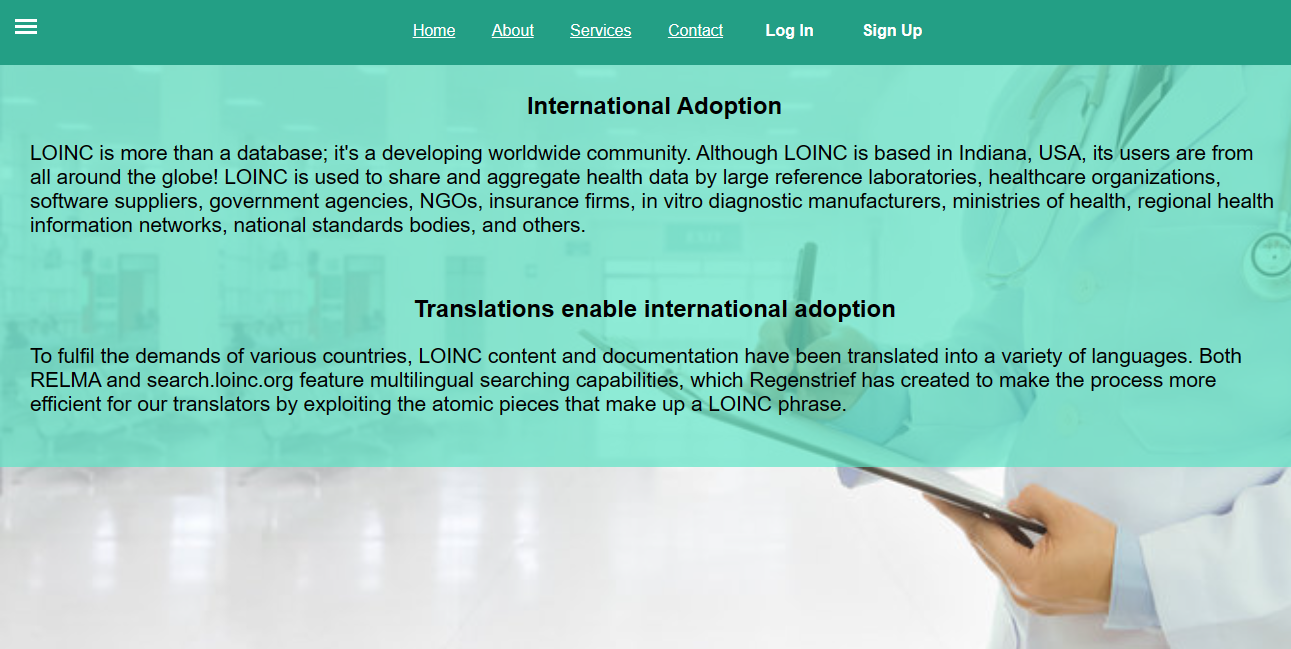 Home About Services Contact Log In Sign Up
International Adoption
LOINC is more than a database; it's a developing worldwide community. Although LOINC is based in Indiana, USA, its users are from
all around the globe! LOINC is used to share and aggregate health data by large reference laboratories, healthcare organizations,
software suppliers, government agencies, NGOs, insurance firms, in vitro diagnostic manufacturers, ministries of health, regional health
information networks, national standards bodies, and others.
Translations enable international adoption
To fulfil the demands of various countries, LOINC content and documentation have been translated into a variety of languages. Both
RELMA and search.loinc.org feature multilingual searching capabilities, which Regenstrief has created to make the process more
efficient for our translators by exploiting the atomic pieces that make up a LOINC phrase.